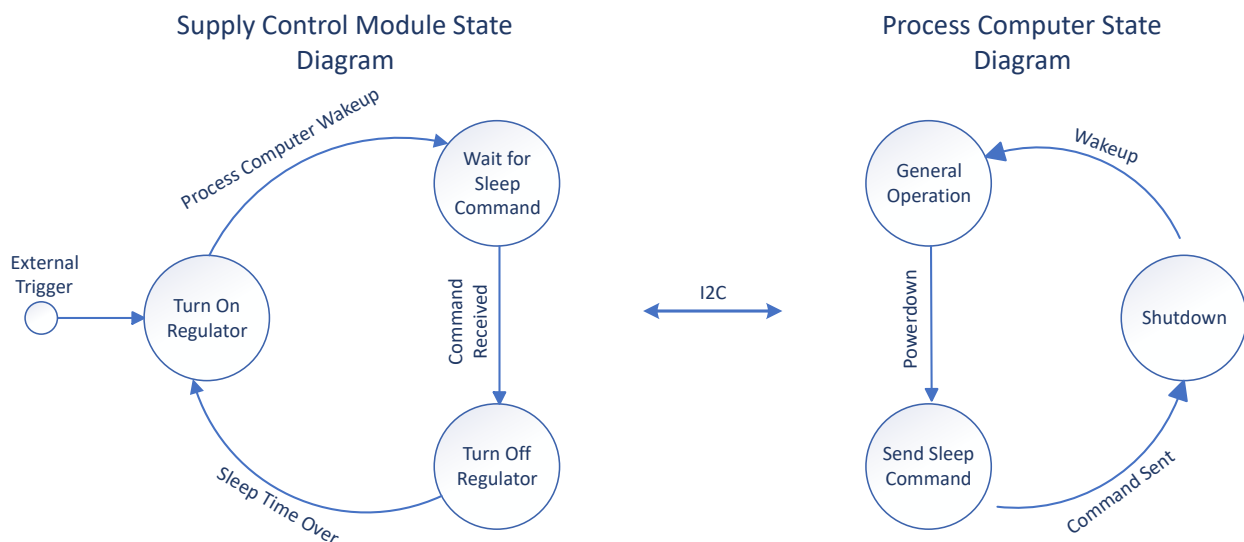 Supply Control Module State
Diagram
Process Computer State
Diagram
Process Computer Wakeup
Wait for
Sleep
Command
External
Trigger
Turn On
Regulator
Command
Received
Turn Off
Regulator
Sleep Time Over
I2C
General
Operation
Wakeup
Powerdown
Shutdown
Send Sleep
Command
Command Sent